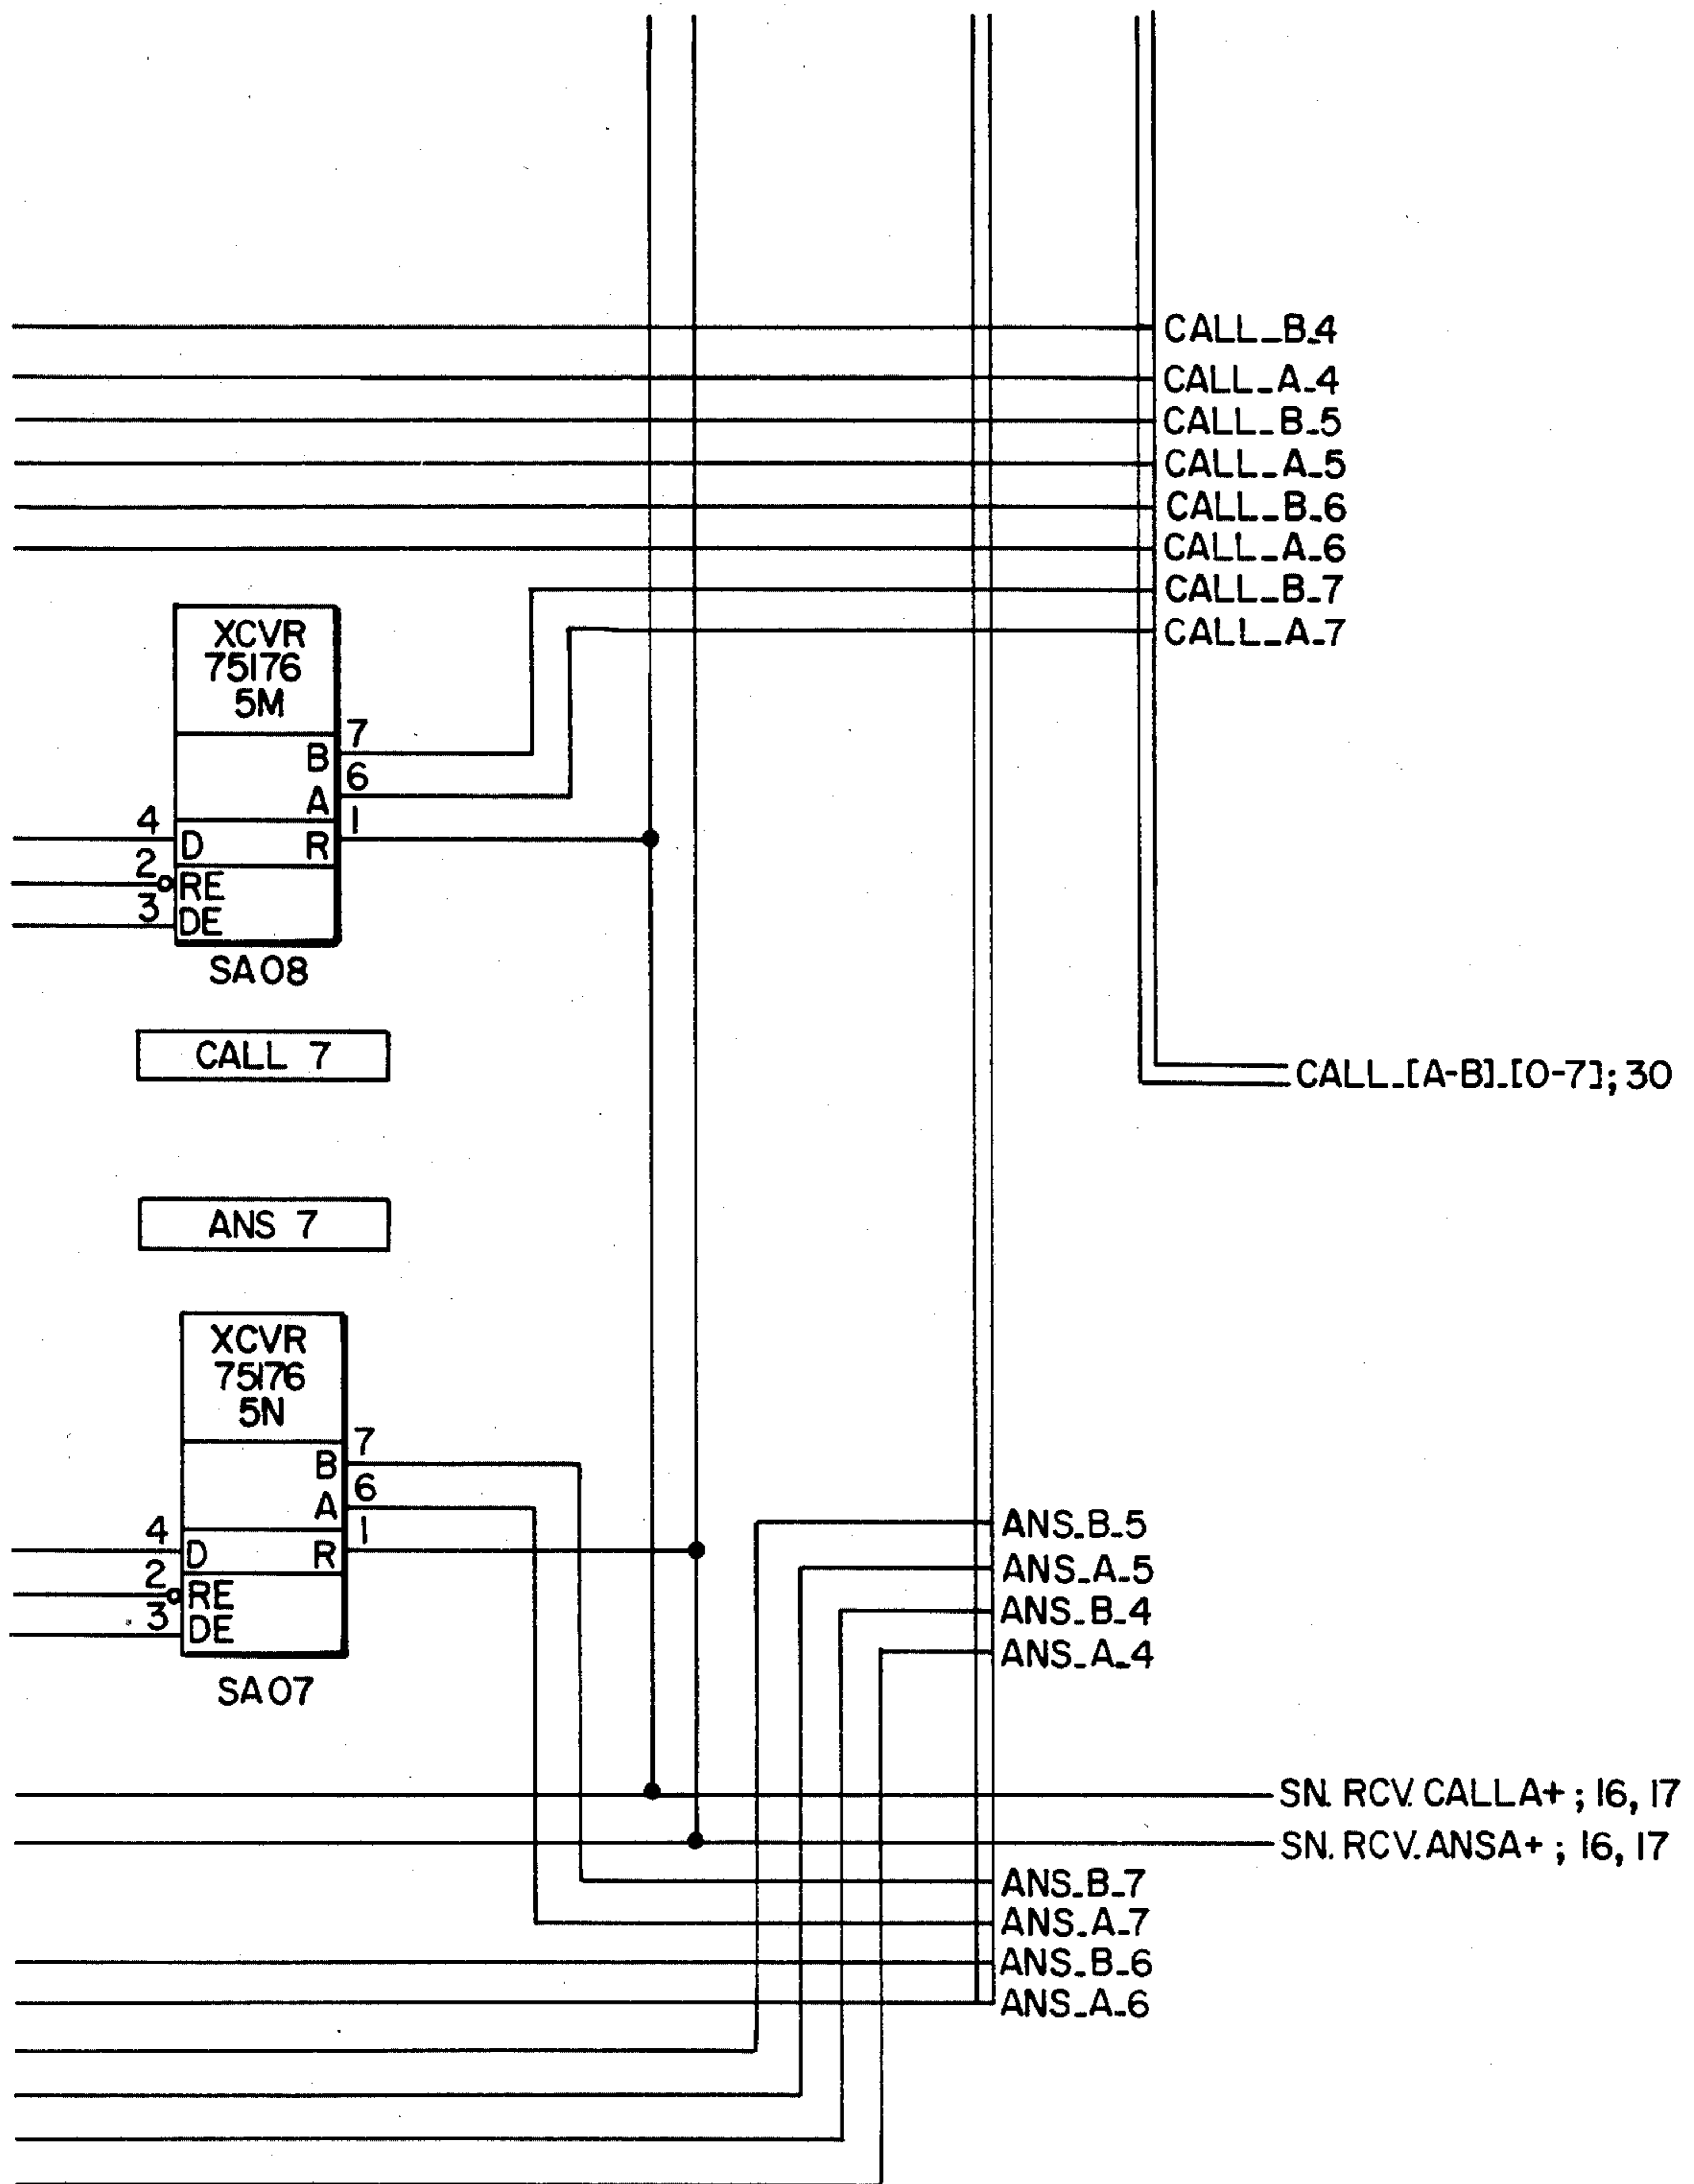 CALL_B_4
CALL_A_4
CALL_B_5
CALL_A_5
CALL_B_6
CALL_A_6
CALL_B_7
CALL_A_7
XCVR
75176
5M
7
B
6
A
1
4
D
R
2
RE
3
DE
SA08
CALL 7
CALL_[A-B]_[0-7]; 30
ANS 7
XCVR
75176
5N
7
B
6
A
1
4
D
R
2
RE
3
DE
SA07
ANS_B_5
ANS_A_5
ANS_B_4
ANS_A_4
SN. RCV. CALLA+ ; 16, 17
SN. RCV. ANSA+ ; 16, 17
ANS_B_7
ANS_A_7
ANS_B_6
ANS_A_6